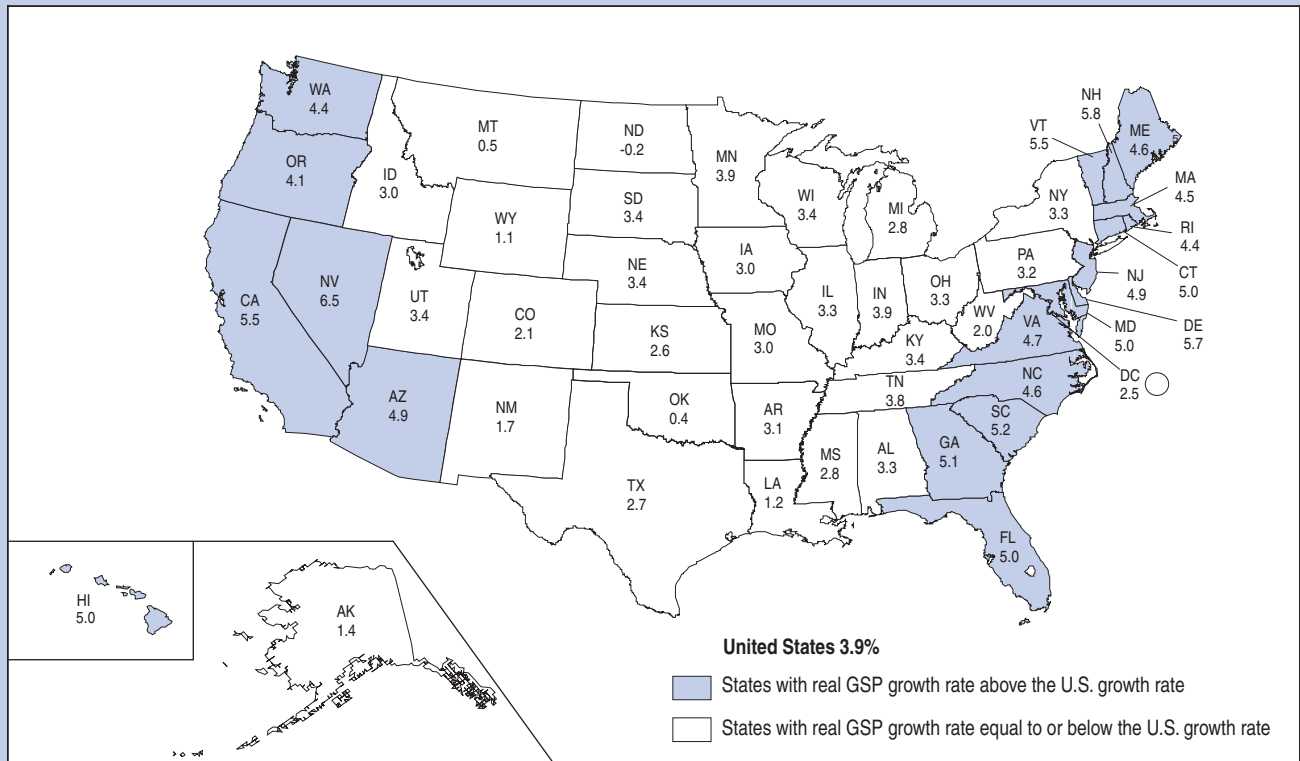 WA
4.4
MT
0.5
ND
-0.2
MN
3.9
NH
5.8
VT
5.5
ME
4.6
OR
4.1
ID
3.0
SD
3.4
WI
3.4
MI
2.8
NY
3.3
MA
4.5
RI
4.4
CT
5.0
WY
1.1
IA
3.0
PA
3.2
NJ
4.9
NV
6.5
UT
3.4
NE
3.4
IL
3.3
IN
3.9
OH
3.3
WV
2.0
VA
4.7
MD
5.0
DE
5.7
DC
2.5
CA
5.5
CO
2.1
KS
2.6
MO
3.0
KY
3.4
TN
3.8
NC
4.6
AZ
4.9
NM
1.7
OK
0.4
AR
3.1
SC
5.2
MS
2.8
AL
3.3
GA
5.1
TX
2.7
LA
1.2
FL
5.0
HI
5.0
AK
1.4
United States 3.9%
States with real GSP growth rate above the U.S. growth rate
States with real GSP growth rate equal to or below the U.S. growth rate